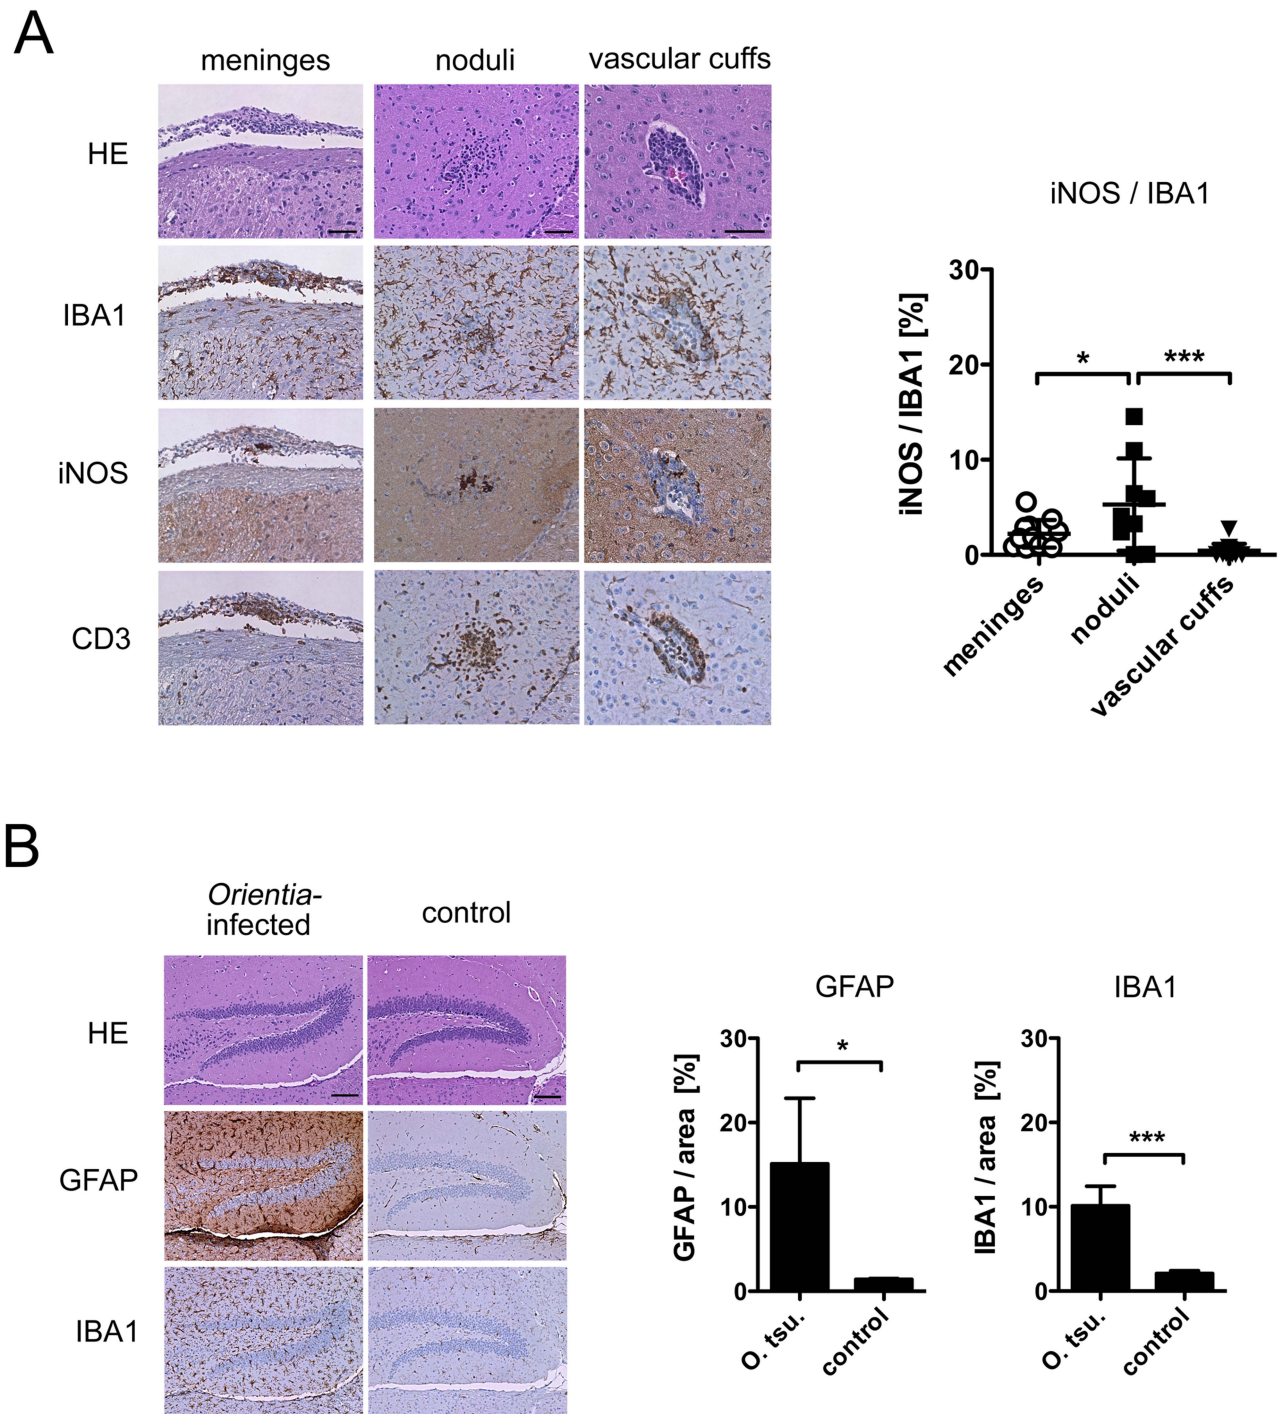 A
meninges
noduli
vascular cuffs
HE
IBA1
iNOS
CD3
iNOS / IBA1
iNOS / IBA1 [%]
30
20
10
0
*
***
meninges
noduli
vascular cuffs
B
Orientia-
infected
control
HE
GFAP
IBA1
GFAP
GFAP / area [%]
30
20
10
0
*
O. tsu.
control
IBA1
IBA1 / area [%]
30
20
10
0
***
O. tsu.
control